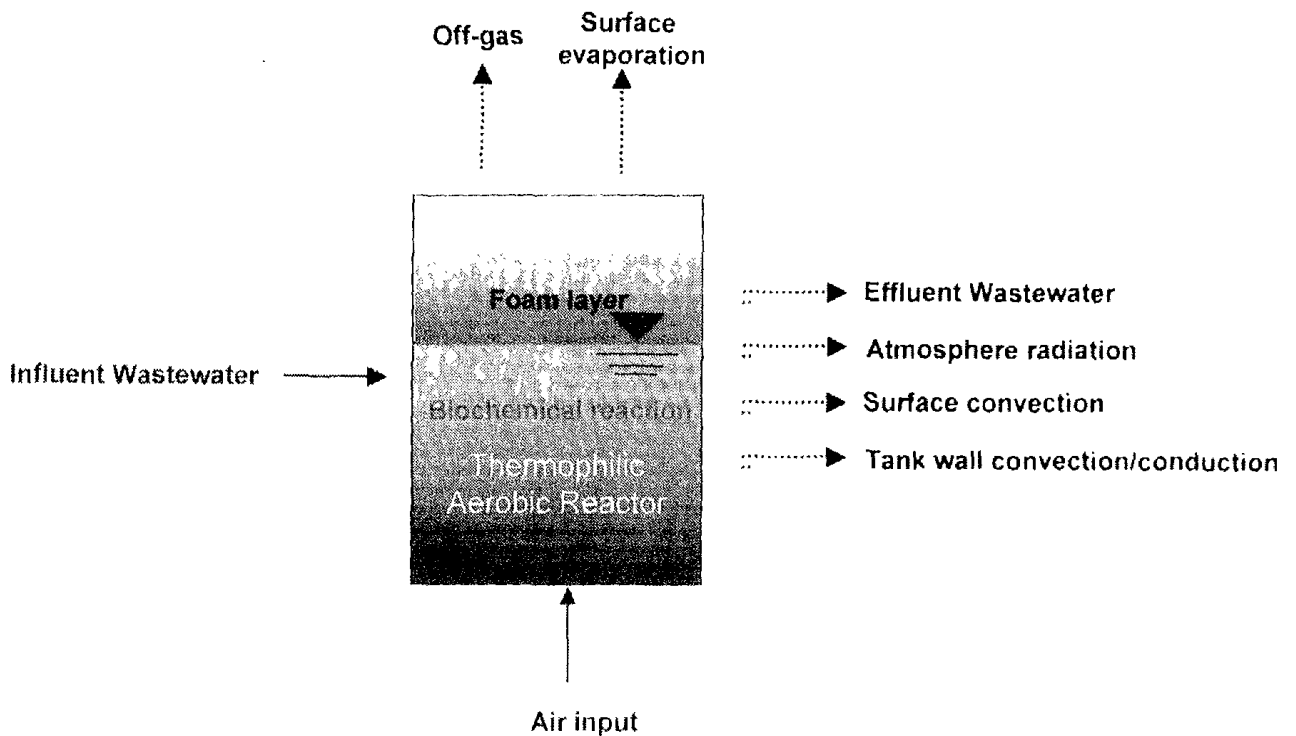 Off-gas
Surface
evaporation
Foam layer
Effluent Wastewater
Atmosphere radiation
Influent Wastewater
Surface convection
Biochemical reaction
Tank wall convection/conduction
Thermophilic
Aerobic Reactor
Air input